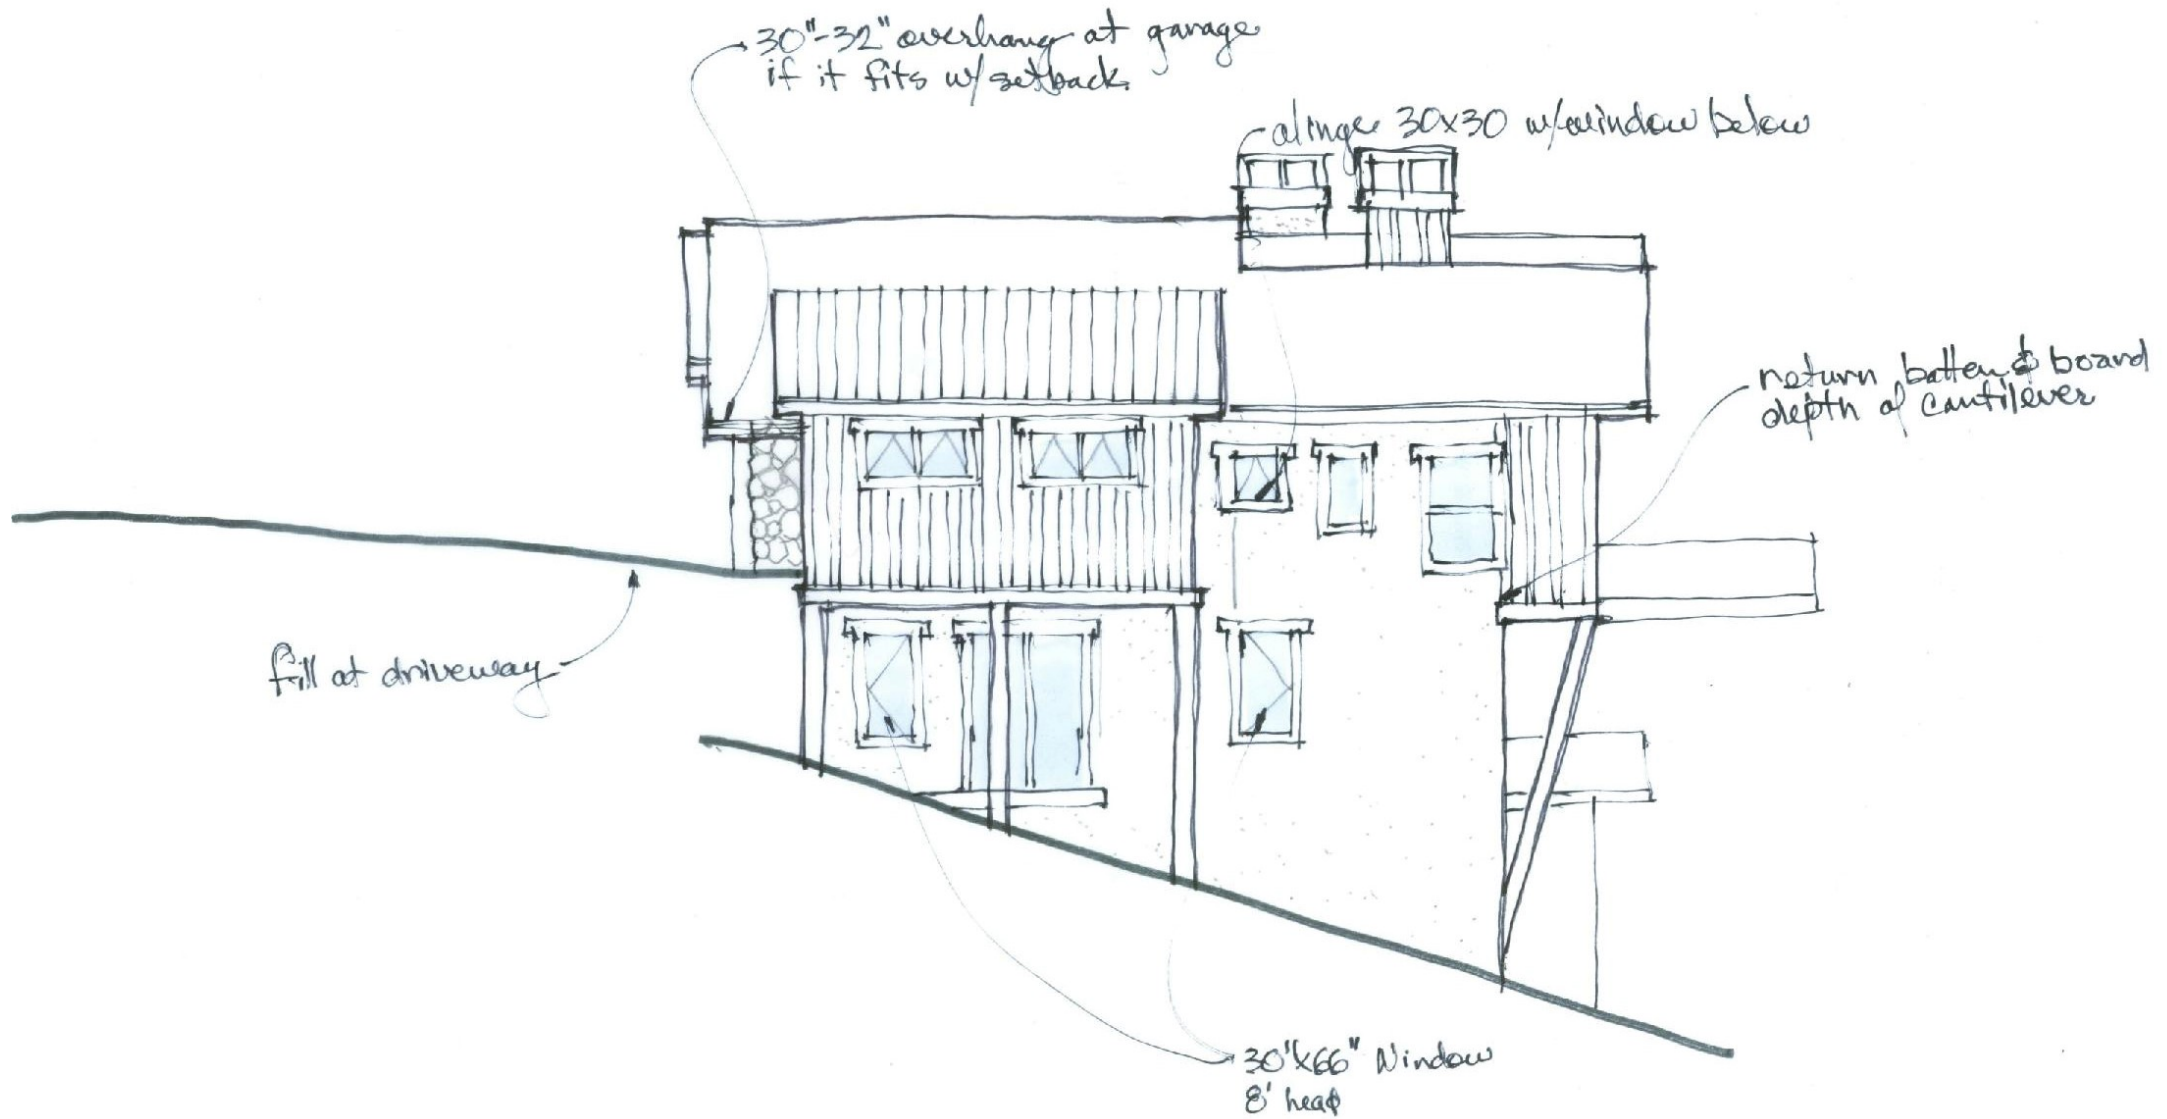 30"-32" overhang at garage
if it fits w/ setback.
alinge 30x30 w/window below
return batten & board
depth of cantilever
fill at driveway
30"x66" Window
8' head